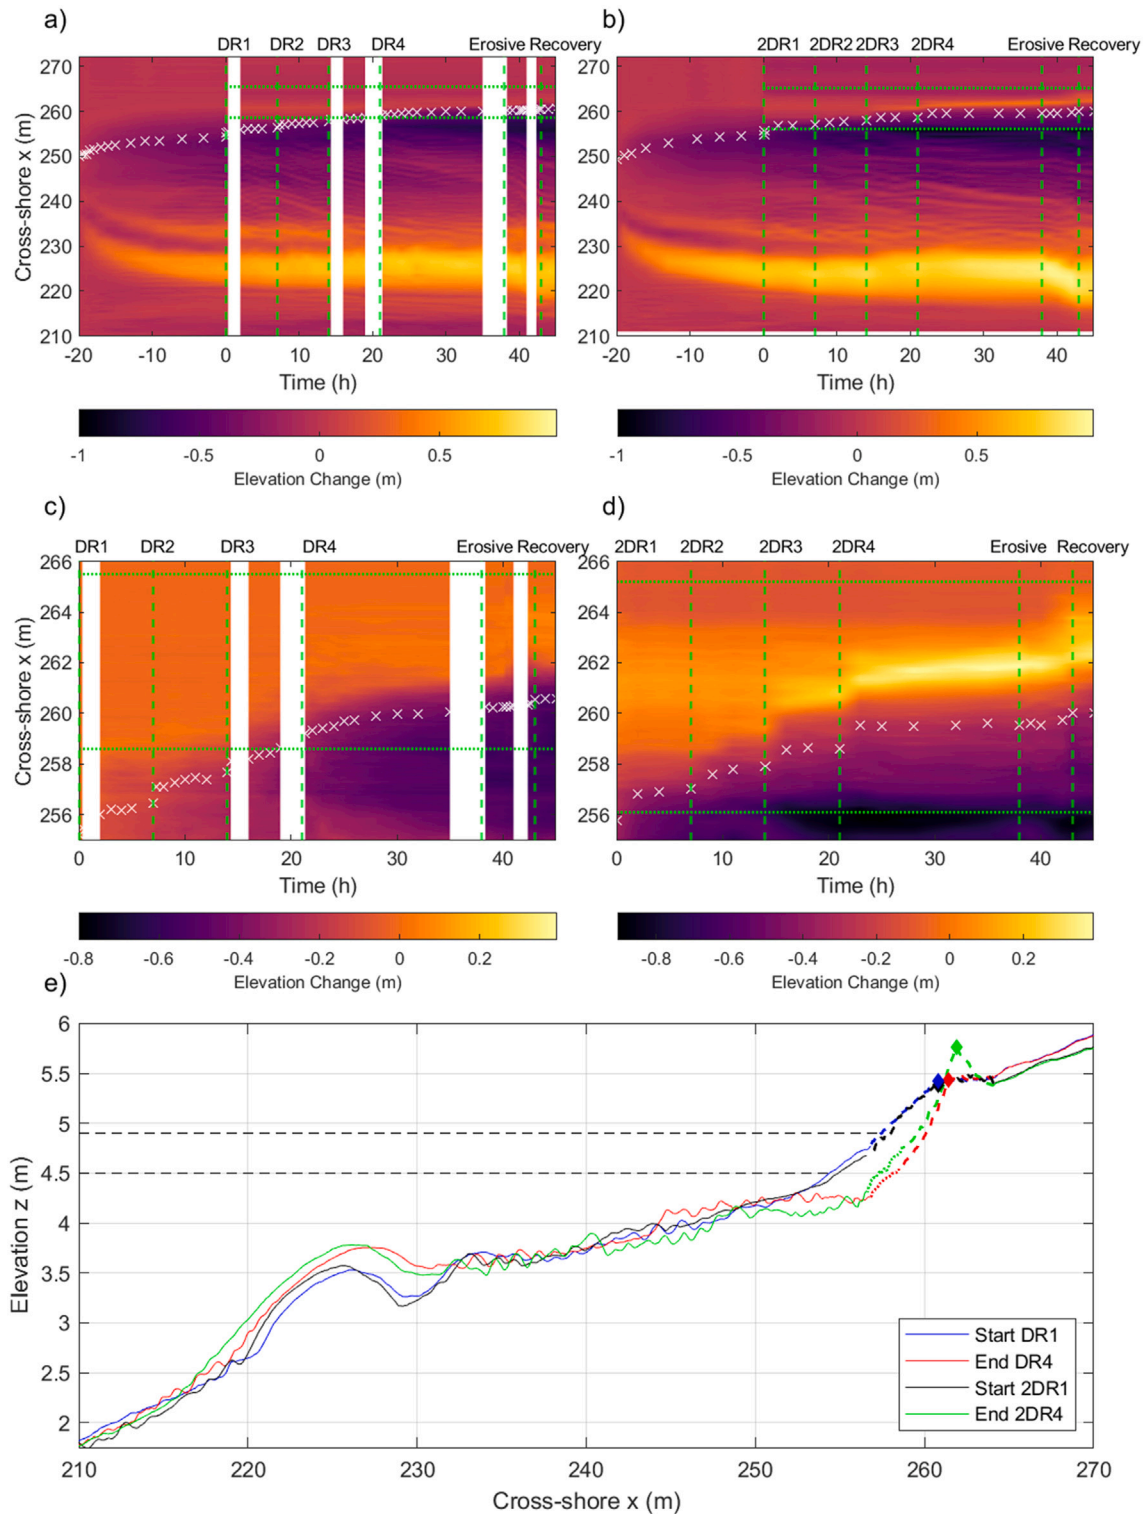 a)
DR1 DR2 DR3 DR4 Erosive Recovery
270
260
250
240
230
220
210
Cross-shore x (m)
-20 -10 0 10 20 30 40
Time (h)
-1 -0.5 0 0.5
Elevation Change (m)
b)
2DR1 2DR2 2DR3 2DR4 Erosive Recovery
270
260
250
240
230
220
210
-20 -10 0 10 20 30 40
Time (h)
-1 -0.5 0 0.5
Elevation Change (m)
c)
DR1 DR2 DR3 DR4 Erosive Recovery
266
264
262
260
258
256
Cross-shore x (m)
0 10 20 30 40
Time (h)
-0.8 -0.6 -0.4 -0.2 0 0.2
Elevation Change (m)
d)
2DR1 2DR2 2DR3 2DR4 Erosive Recovery
266
264
262
260
258
256
0 10 20 30 40
Time (h)
-0.8 -0.6 -0.4 -0.2 0 0.2
Elevation Change (m)
e)
6
5.5
5
4.5
4
3.5
3
2.5
2
Elevation z (m)
210 220 230 240 250 260 270
Cross-shore x (m)
Start DR1
End DR4
Start 2DR1
End 2DR4